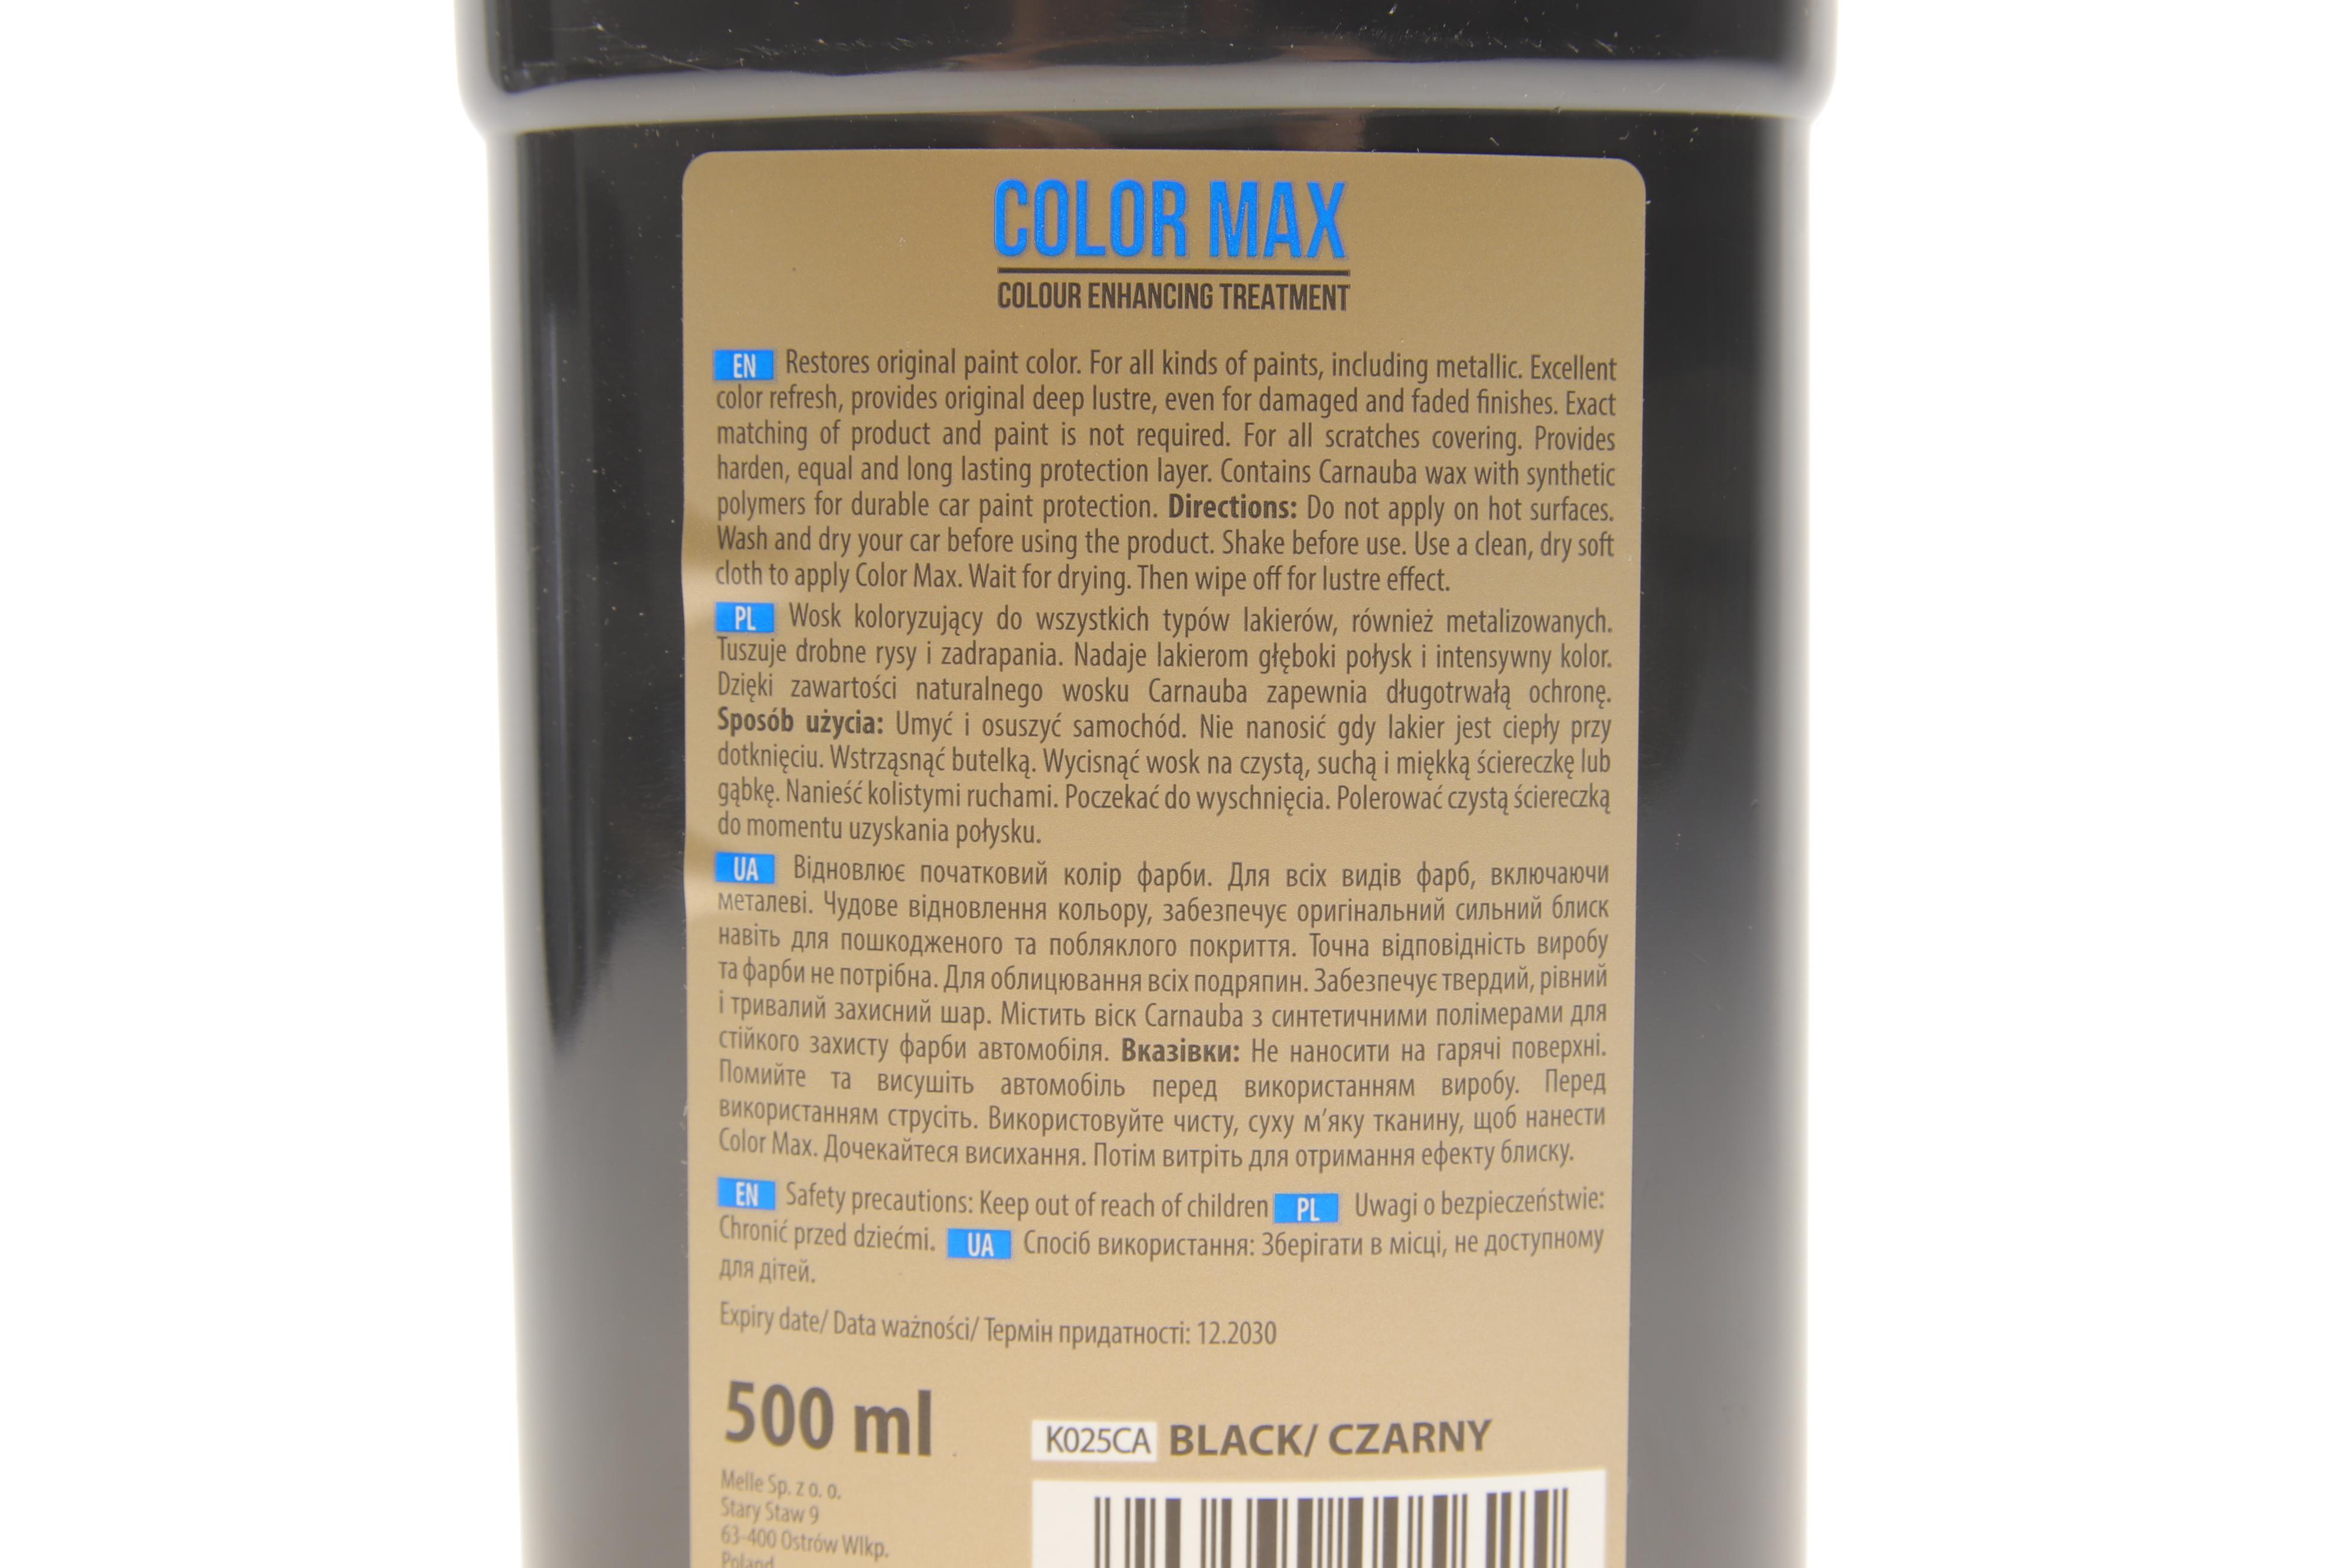 COLOR MAX
COLOUR ENHANCING TREATMENT
EN Restores original paint color. For all kinds of paints, including metallic. Excellent
color refresh, provides original deep lustre, even for damaged and faded finishes. Exact
matching of product and paint is not required. For all scratches covering. Provides
harden, equal and long lasting protection layer. Contains Carnauba wax with synthetic
polymers for durable car paint protection. Directions: Do not apply on hot surfaces.
Wash and dry your car before using the product. Shake before use. Use a clean, dry soft
cloth to apply Color Max. Wait for drying. Then wipe off for lustre effect.
PL Wosk koloryzujący do wszystkich typów lakierów, również metalizowanych.
Tuszuje drobne rysy i zadrapania. Nadaje lakierom głęboki połysk i intensywny kolor.
Dzięki zawartości naturalnego wosku Carnauba zapewnia długotrwałą ochronę.
Sposób użycia: Umyć i osuszyć samochód. Nie nanosić gdy lakier jest ciepły przy
dotknięciu. Wstrząsnąć butelką. Wycisnąć wosk na czystą, suchą i miękką ściereczkę lub
gąbkę. Nanieść kolistymi ruchami. Poczekać do wyschnięcia. Polerować czystą ściereczką
do momentu uzyskania połysku.
UA Відновлює початковий колір фарби. Для всіх видів фарб, включаючи
металеві. Чудове відновлення кольору, забезпечує оригінальний сильний блиск
навіть для пошкодженого та побляклого покриття. Точна відповідність виробу
та фарби не потрібна. Для облицювання всіх подряпин. Забезпечує твердий, рівний
і тривалий захисний шар. Містить віск Carnauba з синтетичними полімерами для
стійкого захисту фарби автомобіля. Вказівки: Не наносити на гарячі поверхні.
Помийте та висушіть автомобіль перед використанням виробу. Перед
використанням струсіть. Використовуйте чисту, суху м’яку тканину, щоб нанести
Color Max. Дочекайтеся висихання. Потім витріть для отримання ефекту блиску.
EN Safety precautions: Keep out of reach of children PL Uwagi o bezpieczeństwie:
Chronić przed dziećmi. UA Спосіб використання: Зберігати в місці, не доступному
для дітей.
Expiry date/ Data ważności/ Термін придатності: 12.2030
500 ml
K025CA BLACK/ CZARNY
Melle Sp. z o. o.
Stary Staw 9
63-400 Ostrów Wlkp.
Poland